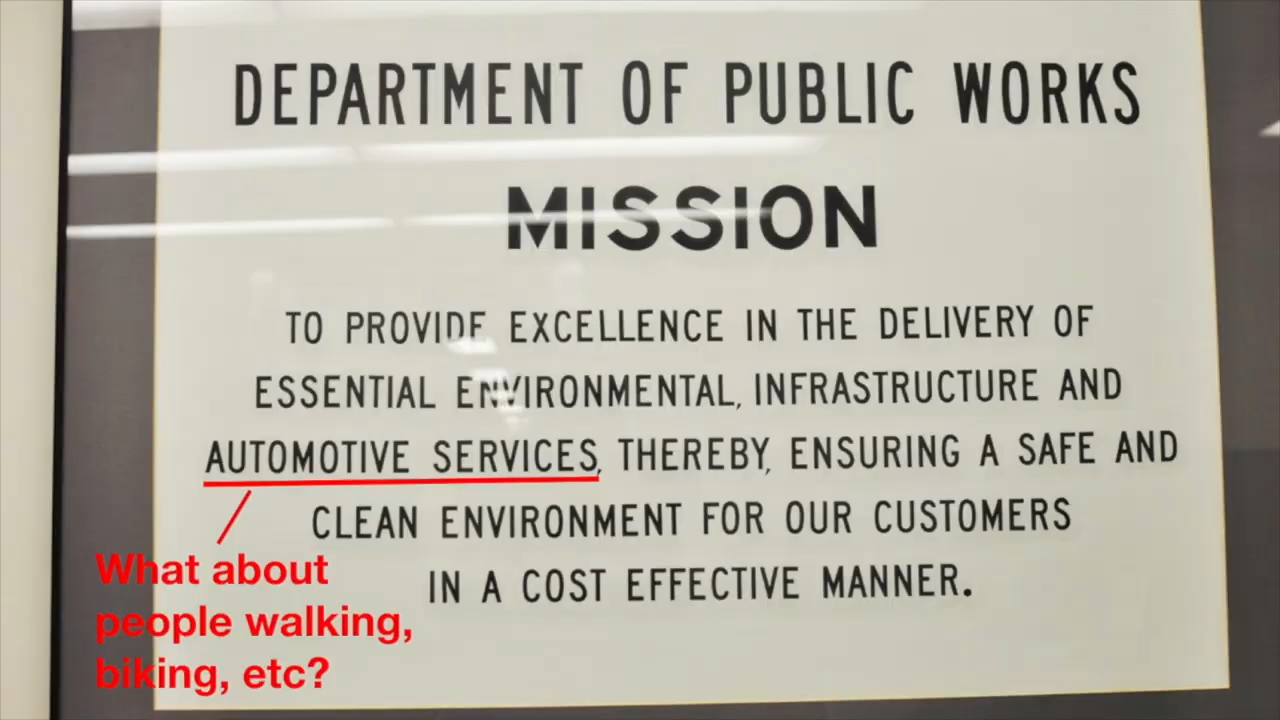 DEPARTMENT OF PUBLIC WORKS
MISSION
TO PROVIDE EXCELLENCE IN THE DELIVERY OF
ESSENTIAL ENVIRONMENTAL, INFRASTRUCTURE AND
AUTOMOTIVE SERVICES, THEREBY, ENSURING A SAFE AND
CLEAN ENVIRONMENT FOR OUR CUSTOMERS
IN A COST EFFECTIVE MANNER.
What about
people walking,
biking, etc?